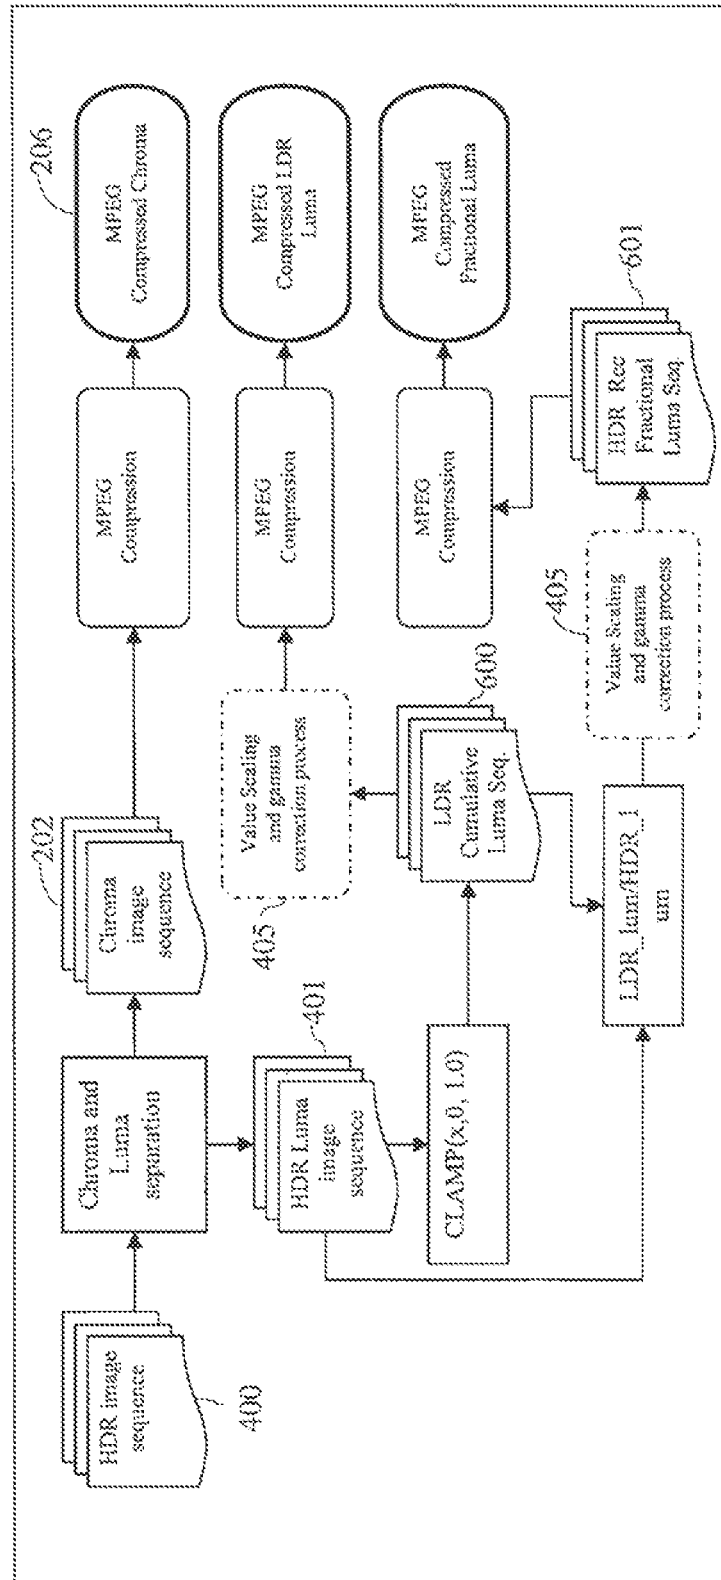 HDR image
sequence
400
Chroma and
Luma
separation
Chroma image
sequence
202
MPEG
Compression
MPEG
Compressed Chroma
206
HDR Luma
image
sequence
401
Value Scaling
and gamma
correction process
405
MPEG
Compression
MPEG
Compressed LDR
Luma
CLAMP(x,0, 1.0)
LDR
Cumulative
Luma Seq.
600
MPEG
Compression
MPEG
Compressed
Fractional Luma
LDR_lum/HDR_l
um
Value Scaling
and gamma
correction process
405
HDR Rec
Fractional
Luma Seq.
601